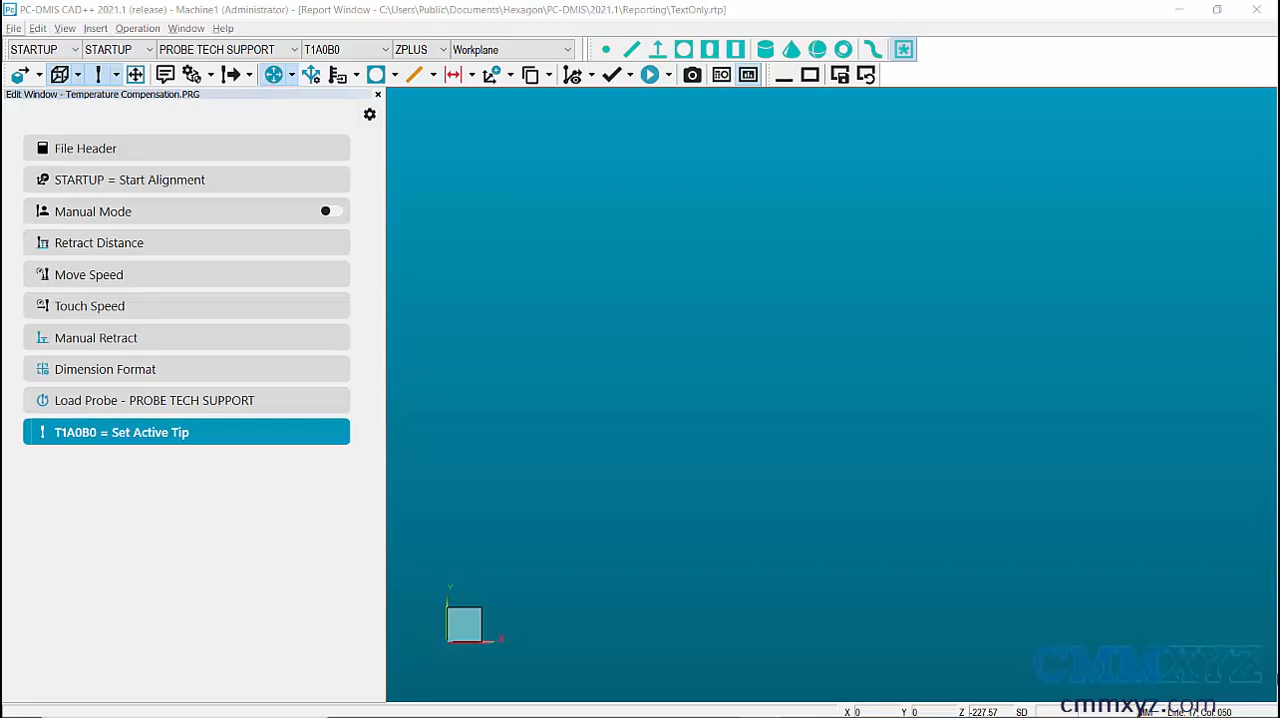 PC-DMIS CAD++ 2021.1 (release) - Machine1 (Administrator) - [Report Window - C:\Users\Public\Documents\Hexagon\PC-DMIS\2021.1\Reporting\TextOnly.rtp]
File Edit View Insert Operation Window Help
STARTUP STARTUP PROBE TECH SUPPORT T1A0B0 ZPLUS Workplane
Edit Window - Temperature Compensation.PRG
File Header
STARTUP = Start Alignment
Manual Mode
Retract Distance
Move Speed
Touch Speed
Manual Retract
Dimension Format
Load Probe - PROBE TECH SUPPORT
T1A0B0 = Set Active Tip
Y
X
CMMXYZ
cmmxyz.com
X 0 Y 0 Z -227.57 SD